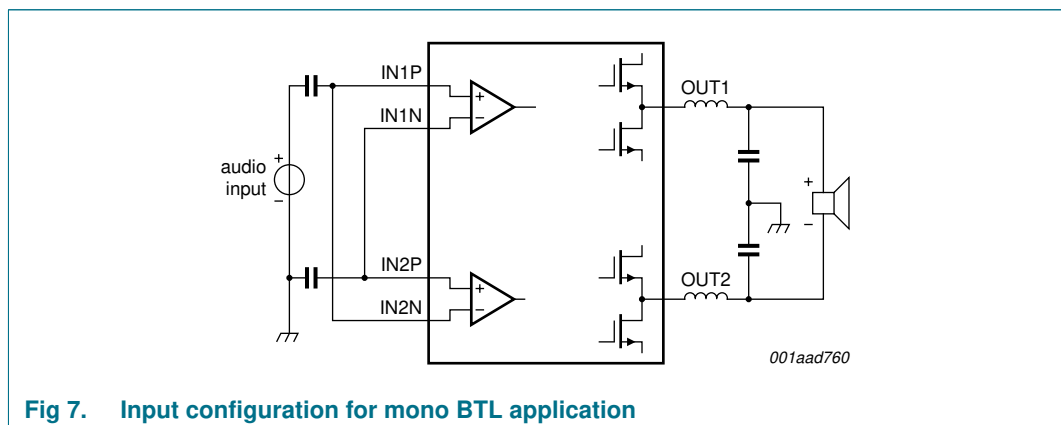 IN1P
IN1N
audio
input
+
−
IN2P
IN2N
+
−
+
−
OUT1
OUT2
+
−
001aad760
Fig 7. Input configuration for mono BTL application